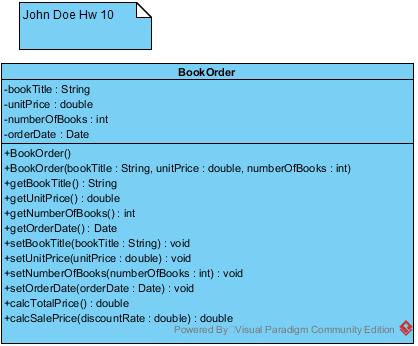 John Doe Hw 10
BookOrder
-bookTitle : String
-unitPrice : double
-numberOfBooks : int
-orderDate : Date
+BookOrder()
+BookOrder(bookTitle : String, unitPrice : double, numberOfBooks : int)
+getBookTitle() : String
+getUnitPrice() : double
+getNumberOfBooks() : int
+getOrderDate() : Date
+setBookTitle(bookTitle : String) : void
+setUnitPrice(unitPrice : double) : void
+setNumberOfBooks(numberOfBooks : int) : void
+setOrderDate(orderDate : Date) : void
+calcTotalPrice() : double
+calcSalePrice(discountRate : double) : double
Powered By Visual Paradigm Community Edition